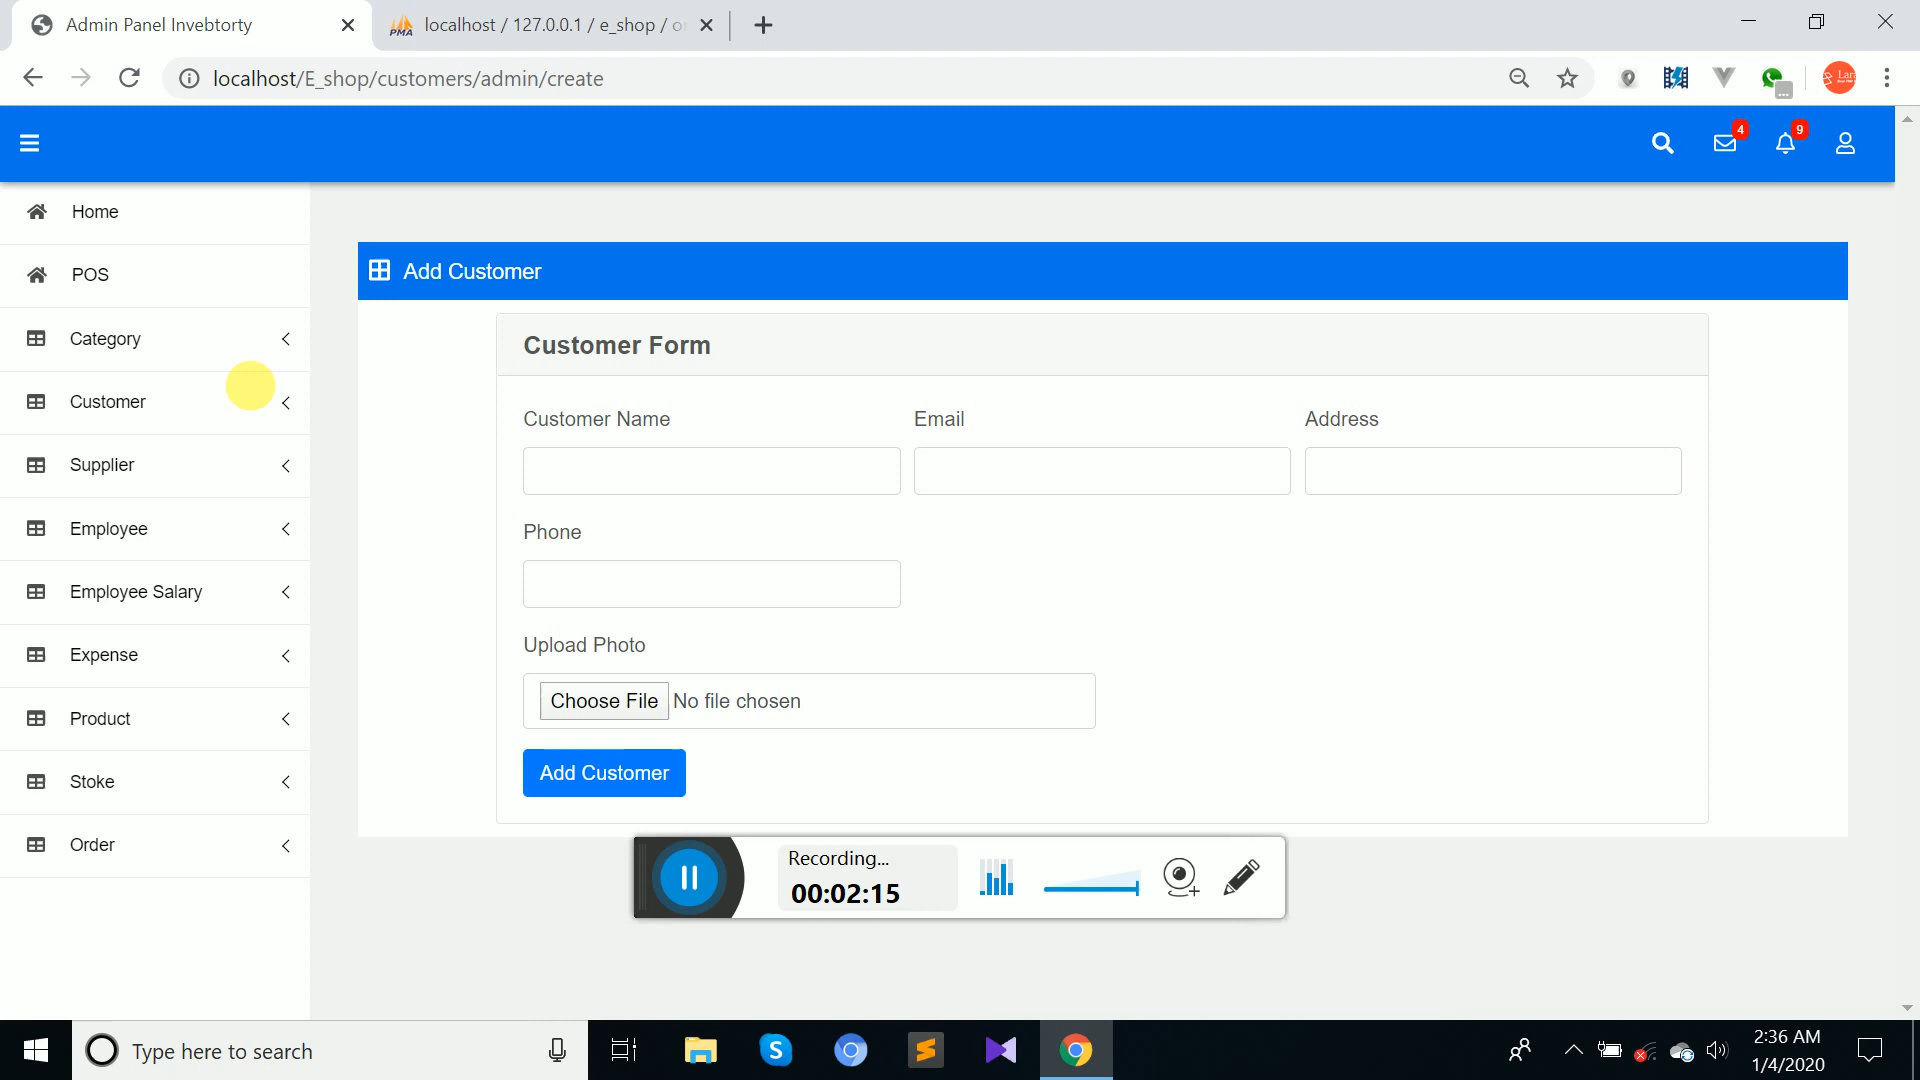 Admin Panel Invebtorty
localhost / 127.0.0.1 / e_shop /
localhost/E_shop/customers/admin/create
4
9
Home
POS
Category
Customer
Supplier
Employee
Employee Salary
Expense
Product
Stoke
Order
Add Customer
Customer Form
Customer Name
Email
Address
Phone
Upload Photo
Choose File No file chosen
Add Customer
Recording...
00:02:15
Type here to search
2:36 AM
1/4/2020